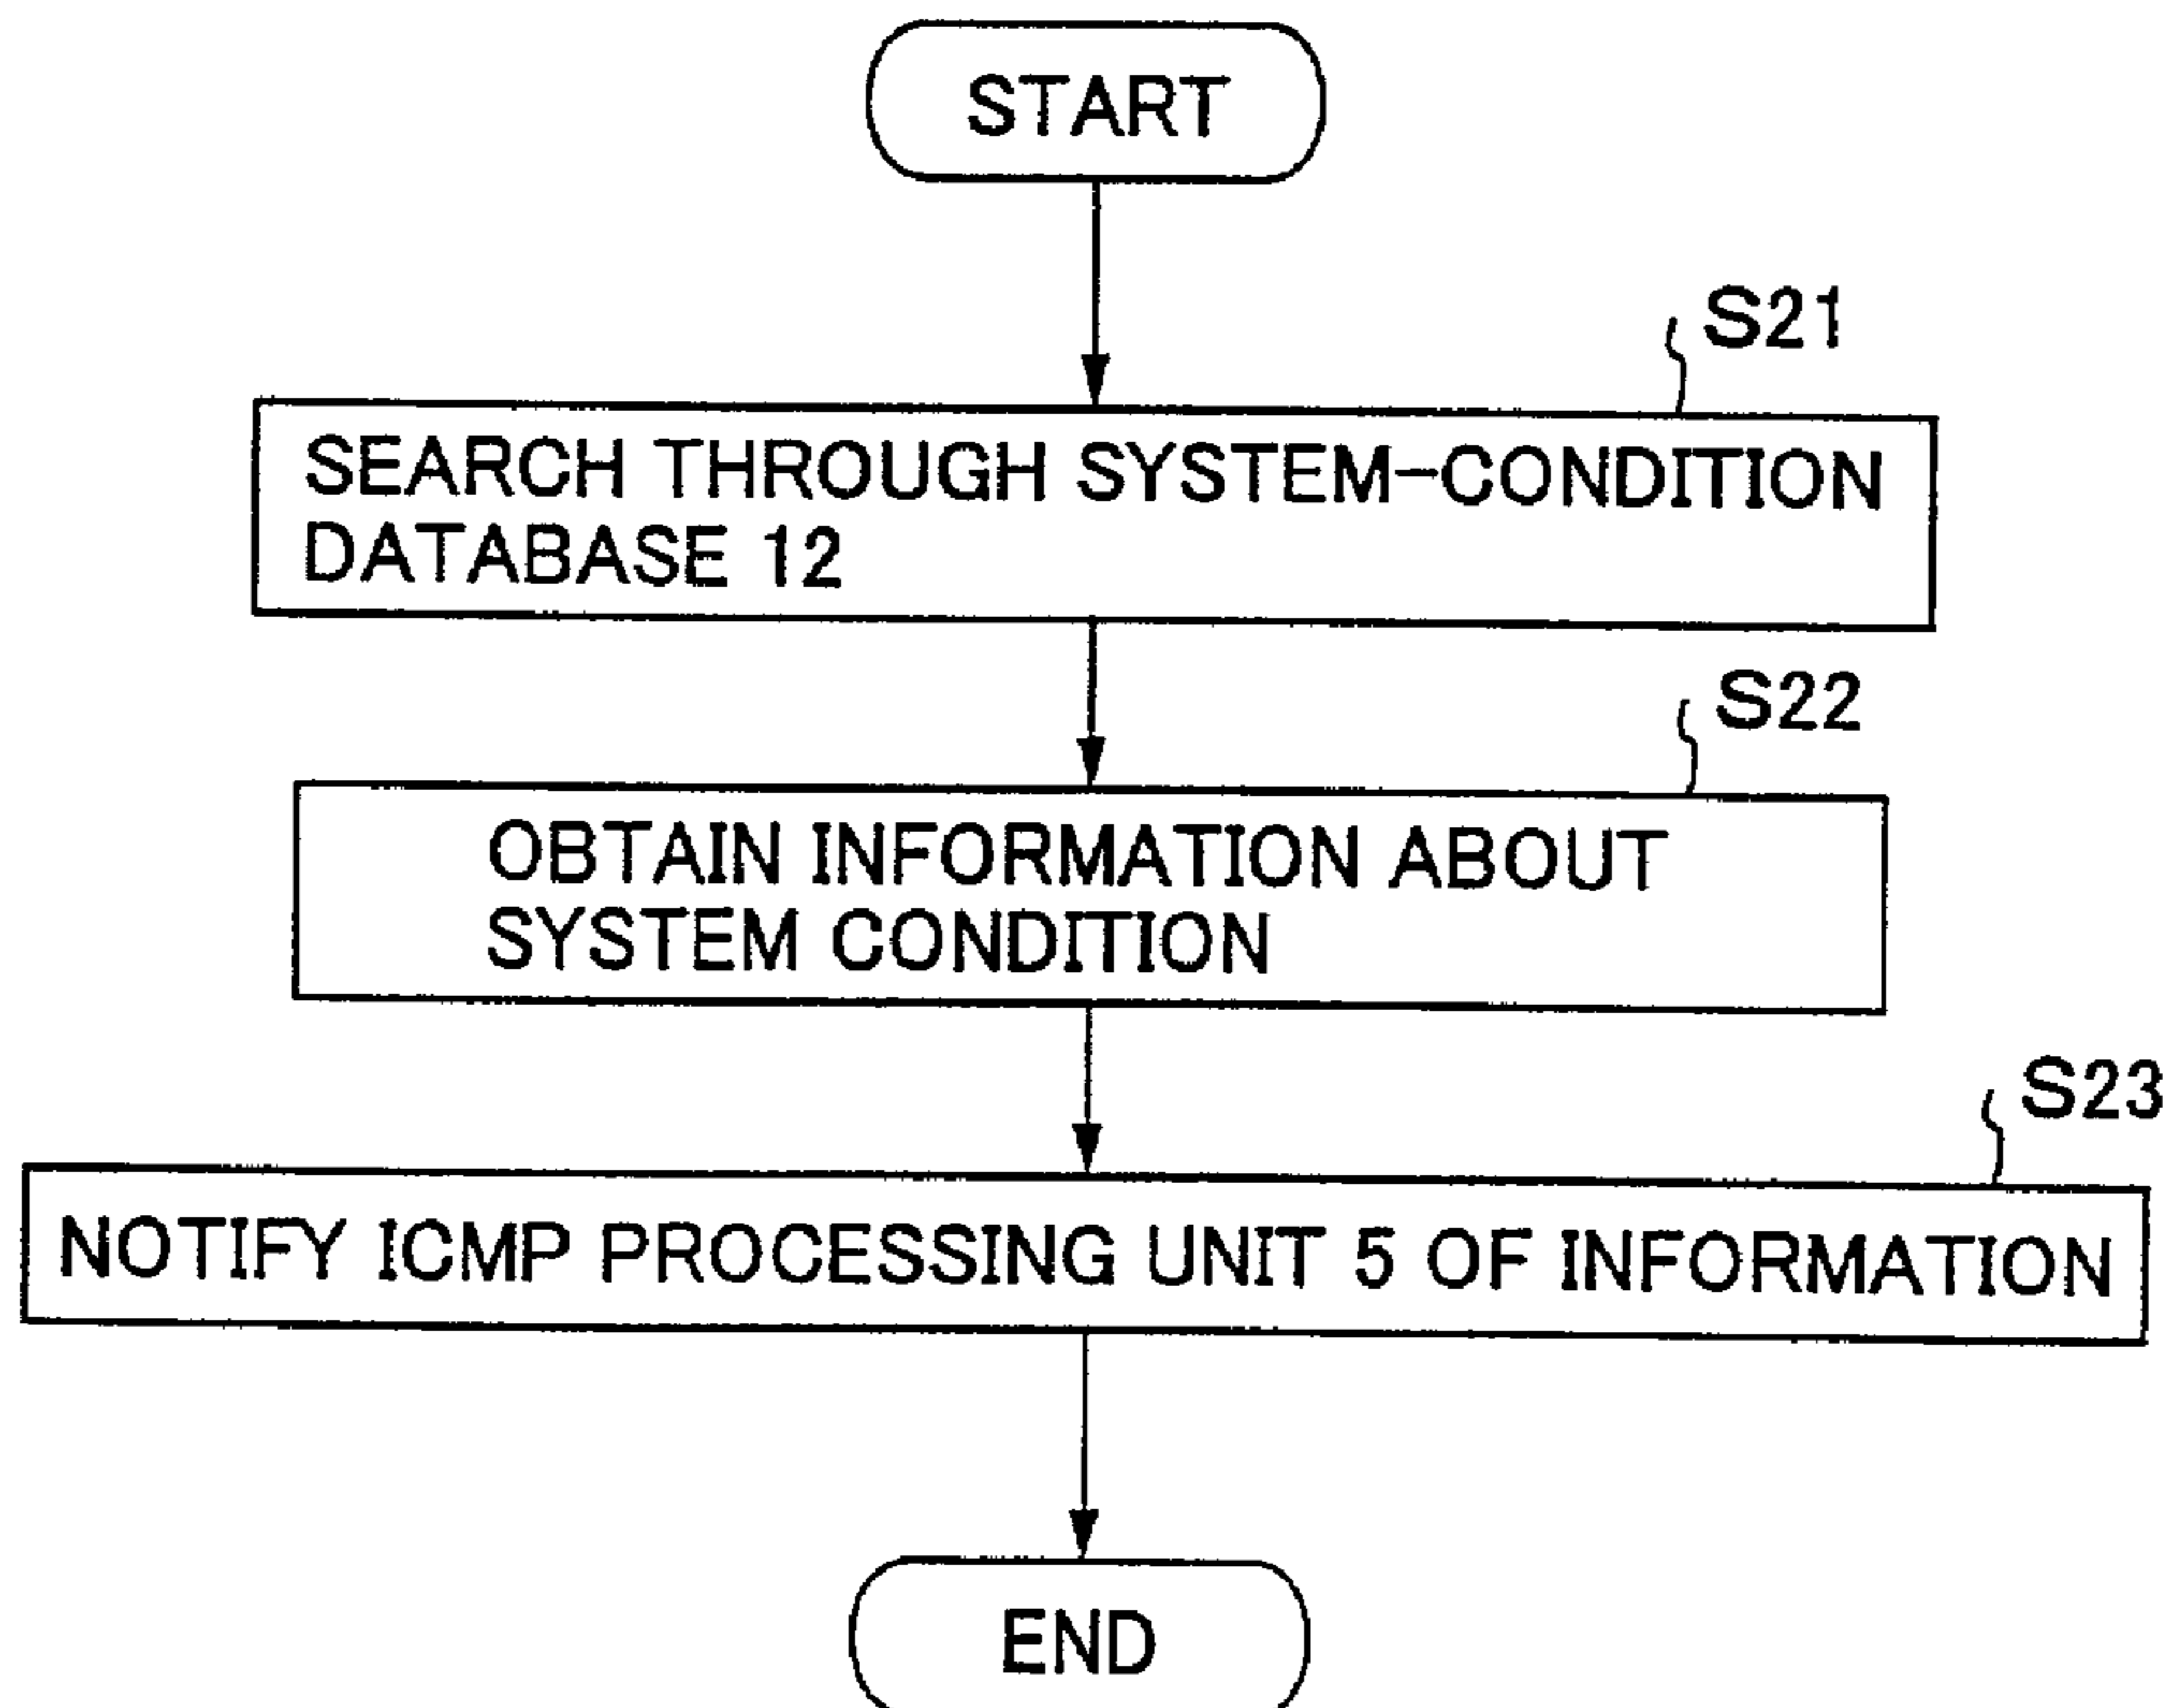 START
S21
SEARCH THROUGH SYSTEM-CONDITION
DATABASE 12
S22
OBTAIN INFORMATION ABOUT
SYSTEM CONDITION
S23
NOTIFY ICMP PROCESSING UNIT 5 OF INFORMATION
END